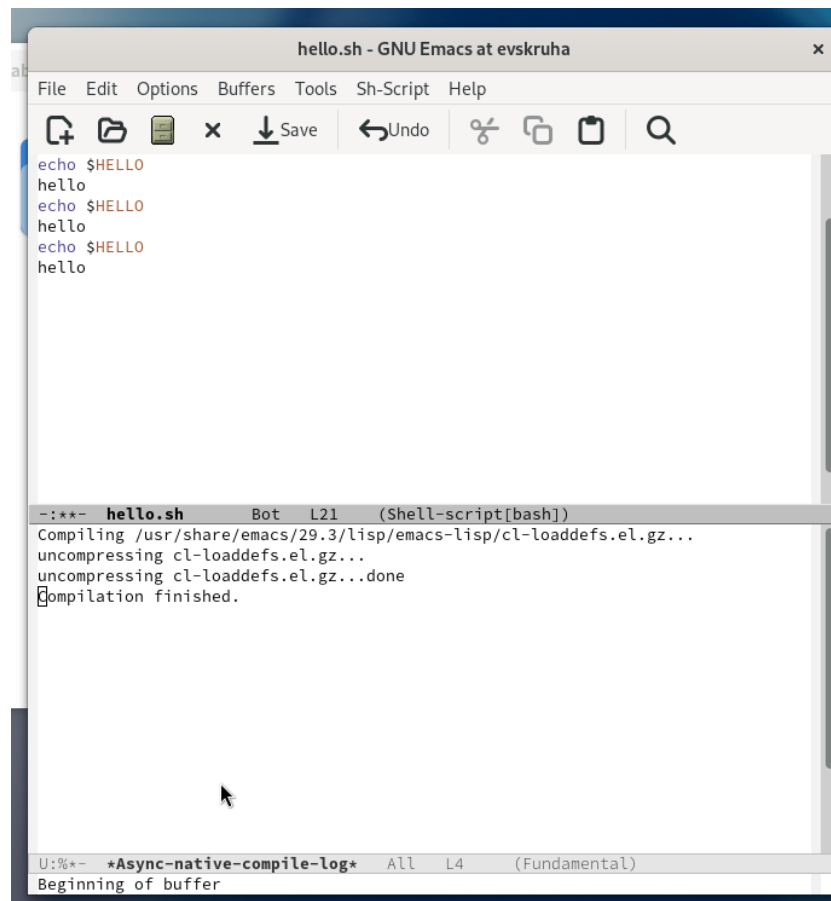 hello.sh - GNU Emacs at evskruha ×
ab
File Edit Options Buffers Tools Sh-Script Help
Save Undo
echo $HELLO
hello
echo $HELLO
hello
echo $HELLO
hello
-:**- hello.sh Bot L21 (Shell-script[bash])
Compiling /usr/share/emacs/29.3/lisp/emacs-lisp/cl-loaddefs.el.gz...
uncompressing cl-loaddefs.el.gz...
uncompressing cl-loaddefs.el.gz...done
Compilation finished.
U:%*- *Async-native-compile-log* All L4 (Fundamental)
Beginning of buffer